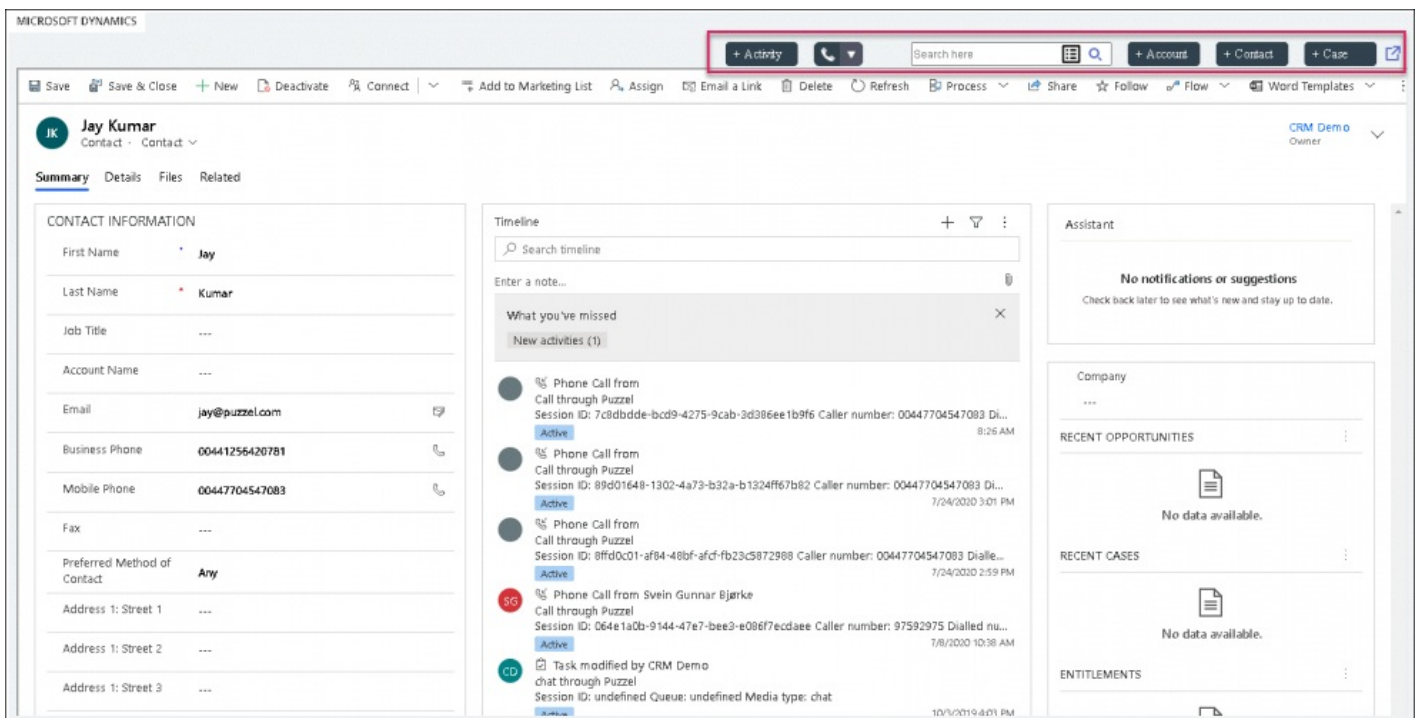 MICROSOFT DYNAMICS
+ Activity
Search here
+ Account
+ Contact
+ Case
Save Save & Close New Deactivate Connect Add to Marketing List Assign Email a Link Delete Refresh Process Share Follow Flow Word Templates
JK
Jay Kumar
Contact · Contact
CRM Demo
Owner
Summary Details Files Related
CONTACT INFORMATION
First Name * Jay
Last Name * Kumar
Job Title ---
Account Name ---
Email jay@puzzel.com
Business Phone 00441256420781
Mobile Phone 00447704547083
Fax ---
Preferred Method of
Contact Any
Address 1: Street 1 ---
Address 1: Street 2 ---
Address 1: Street 3 ---
Timeline
Search timeline
Enter a note...
What you've missed
New activities (1)
Phone Call from
Call through Puzzel
Session ID: 7c8dbdde-bcd9-4275-9cab-3d386ee1b9f6 Caller number: 00447704547083 Di...
Active 8:26 AM
Phone Call from
Call through Puzzel
Session ID: 89d01648-1302-4a73-b32a-b1324ff67b82 Caller number: 00447704547083 Di...
Active 7/24/2020 3:01 PM
Phone Call from
Call through Puzzel
Session ID: 8ffd0c01-af84-48bf-afcf-fb23c5872988 Caller number: 00447704547083 Dialle...
Active 7/24/2020 2:59 PM
SG
Phone Call from Svein Gunnar Bjørke
Call through Puzzel
Session ID: 064e1a0b-9144-47e7-bee3-e086f7ecdaee Caller number: 97592975 Dialled nu...
Active 7/8/2020 10:38 AM
CD
Task modified by CRM Demo
chat through Puzzel
Session ID: undefined Queue: undefined Media type: chat
Active 10/3/2019 4:03 PM
Assistant
No notifications or suggestions
Check back later to see what's new and stay up to date.
Company
---
RECENT OPPORTUNITIES
No data available.
RECENT CASES
No data available.
ENTITLEMENTS